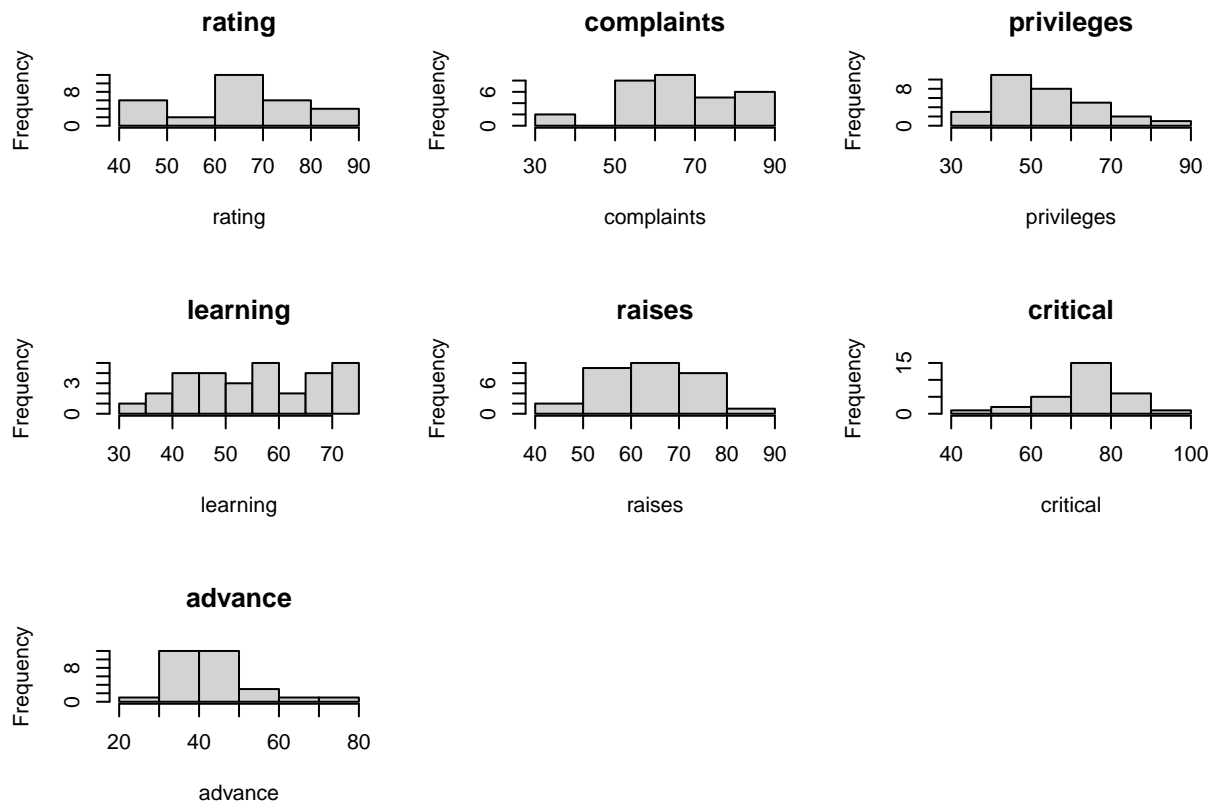 rating
Frequency
0 8
40 50 60 70 80 90
rating
complaints
Frequency
0 6
30 50 70 90
complaints
privileges
Frequency
0 8
30 50 70 90
privileges
learning
Frequency
0 3
30 40 50 60 70
learning
raises
Frequency
0 6
40 50 60 70 80 90
raises
critical
Frequency
0 15
40 60 80 100
critical
advance
Frequency
0 8
20 40 60 80
advance